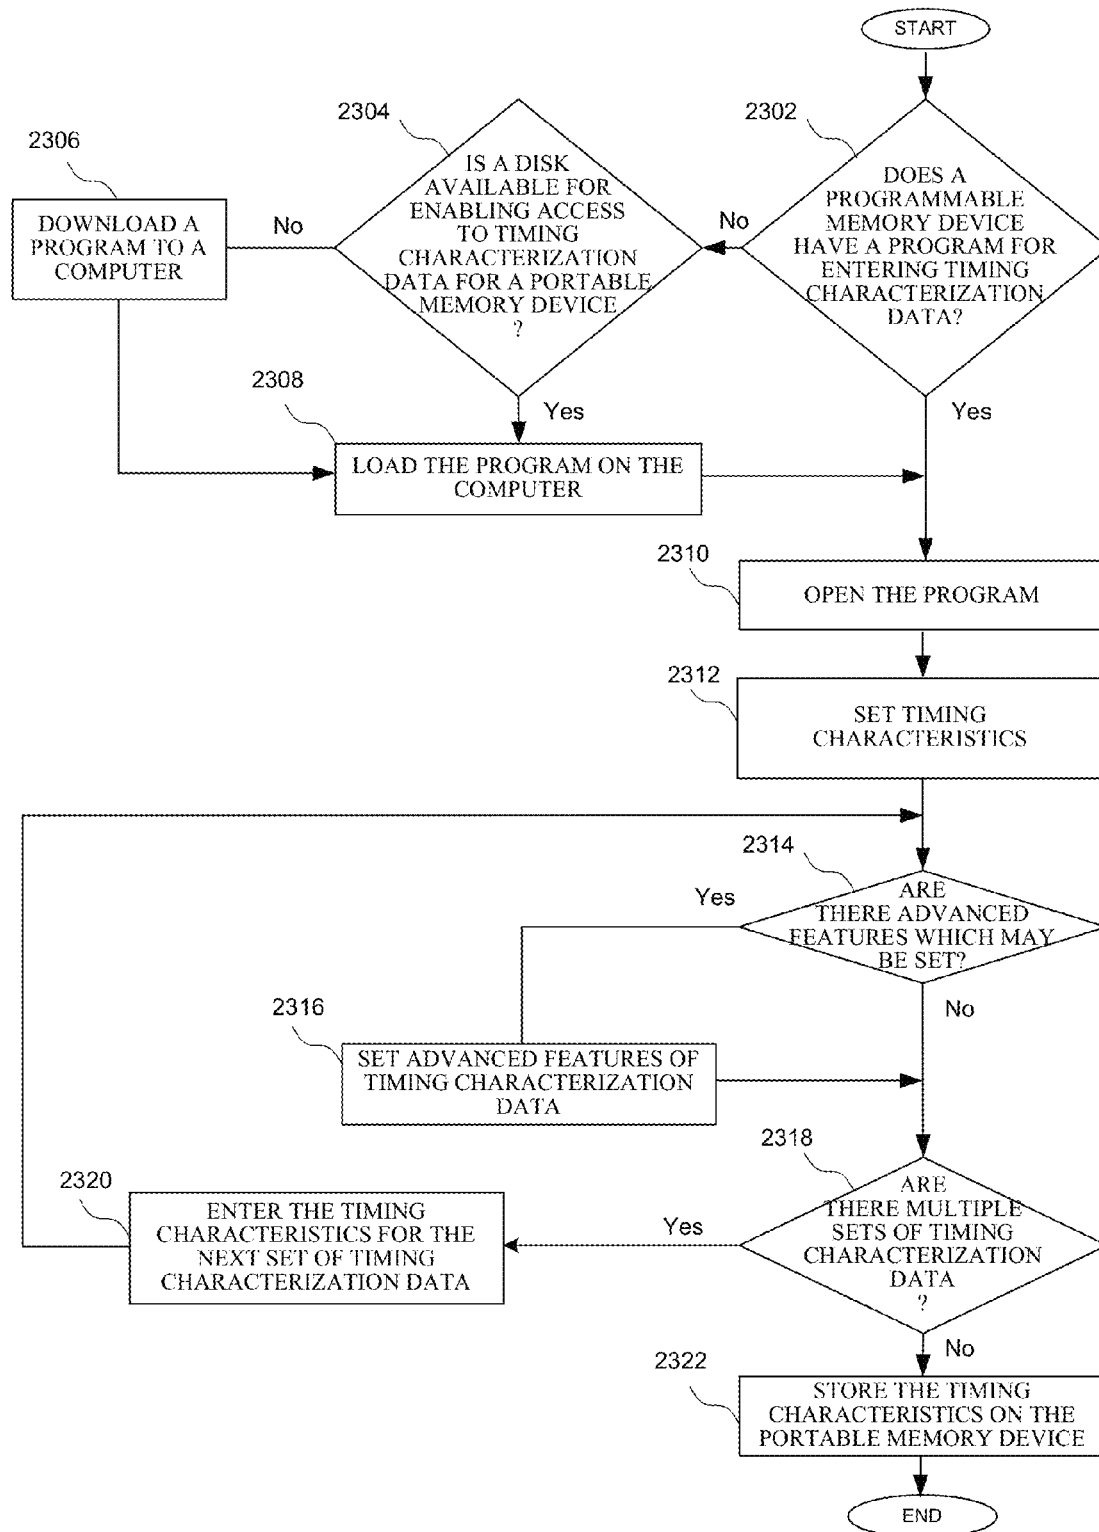 START
2302
DOES A
PROGRAMMABLE
MEMORY DEVICE
HAVE A PROGRAM FOR
ENTERING TIMING
CHARACTERIZATION
DATA?
No
Yes
2304
IS A DISK
AVAILABLE FOR
ENABLING ACCESS
TO TIMING
CHARACTERIZATION
DATA FOR A PORTABLE
MEMORY DEVICE
?
No
Yes
2306
DOWNLOAD A
PROGRAM TO A
COMPUTER
2308
LOAD THE PROGRAM ON THE
COMPUTER
2310
OPEN THE PROGRAM
2312
SET TIMING
CHARACTERISTICS
2314
ARE
THERE ADVANCED
FEATURES WHICH MAY
BE SET?
Yes
No
2316
SET ADVANCED FEATURES OF
TIMING CHARACTERIZATION
DATA
2318
ARE
THERE MULTIPLE
SETS OF TIMING
CHARACTERIZATION
DATA
?
Yes
No
2320
ENTER THE TIMING
CHARACTERISTICS FOR THE
NEXT SET OF TIMING
CHARACTERIZATION DATA
2322
STORE THE TIMING
CHARACTERISTICS ON THE
PORTABLE MEMORY DEVICE
END